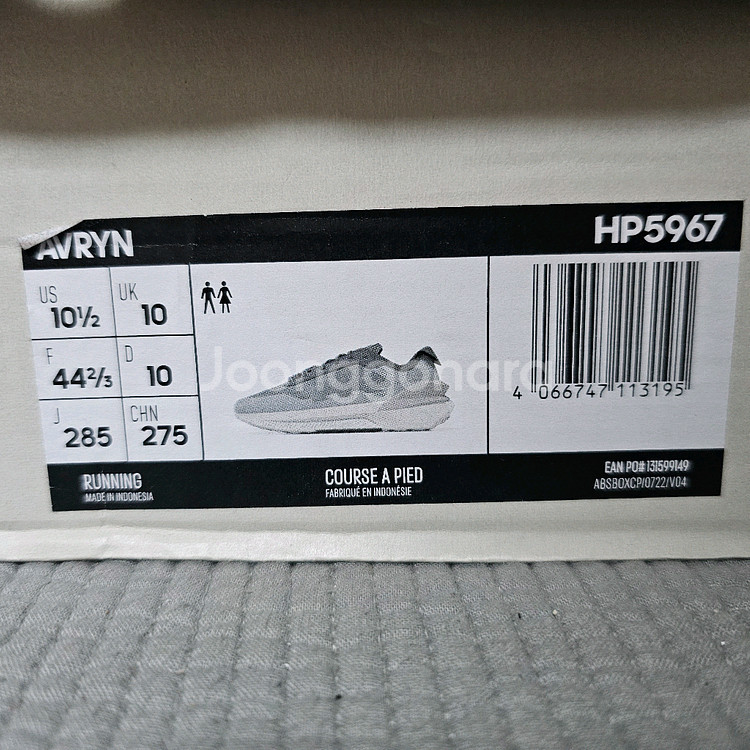 AVRYN HP5967
US 10½ UK 10
F 44⅔ D 10
J 285 CHN 275
4 066747 113195
Joonggonara
RUNNING
MADE IN INDONESIA
COURSE A PIED
FABRIQUÉ EN INDONÉSIE
EAN PO# 131599149
ABSBOXCP/0722/V04